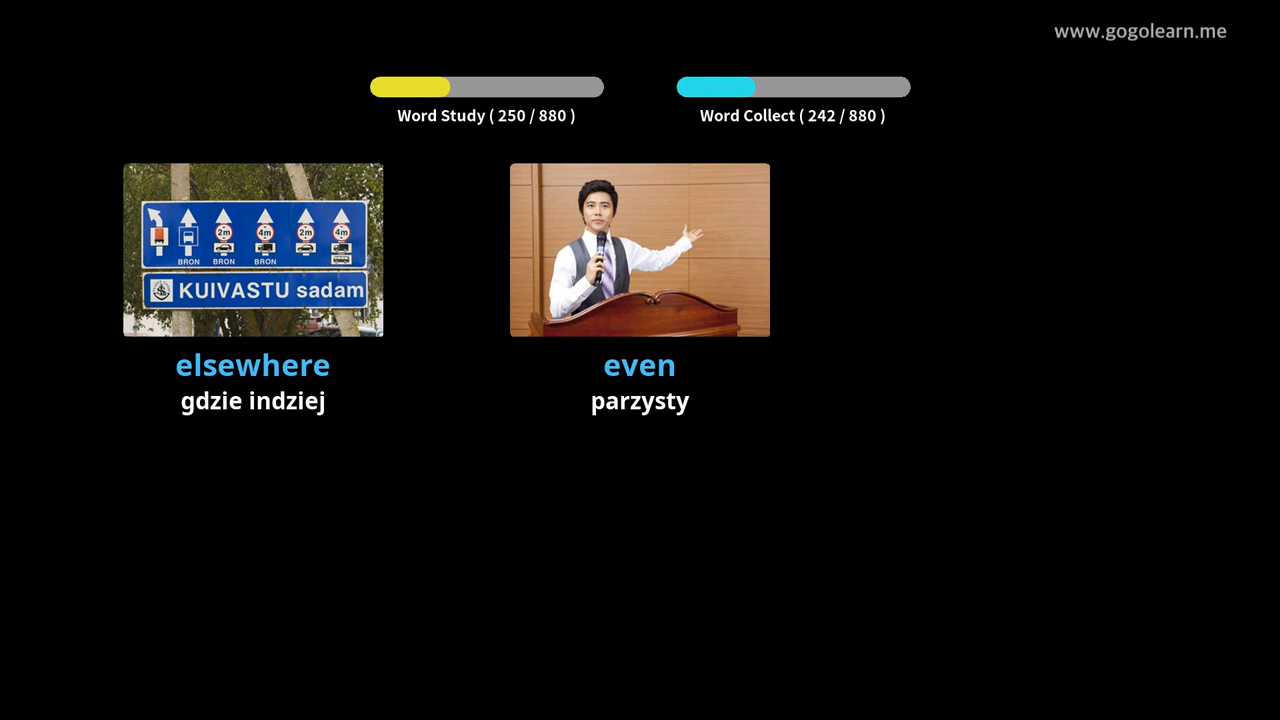 www.gogolearn.me
Word Study ( 250 / 880 )
Word Collect ( 242 / 880 )
2m 4m 2m 4m
BRON BRON BRON
KUIVASTU sadam
elsewhere
gdzie indziej
even
parzysty